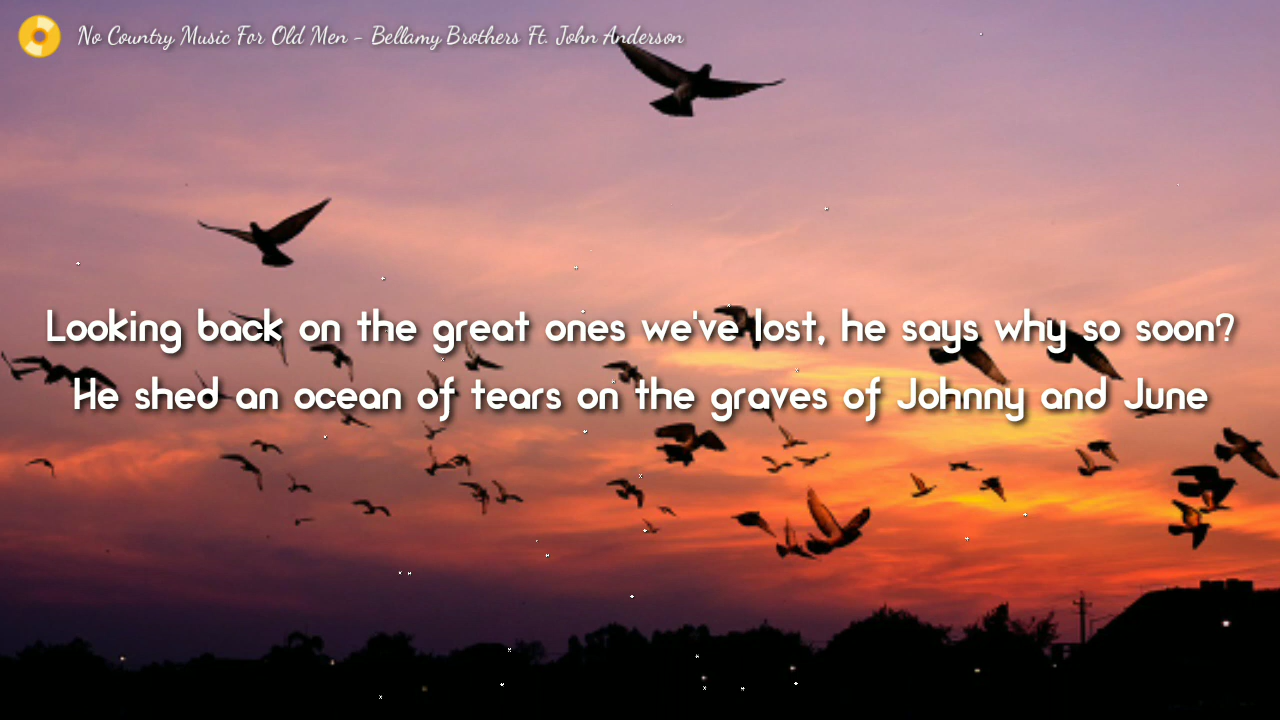 No Country Music For Old Men - Bellamy Brothers Ft. John Anderson
Looking back on the great ones we've lost, he says why so soon?
He shed an ocean of tears on the graves of Johnny and June